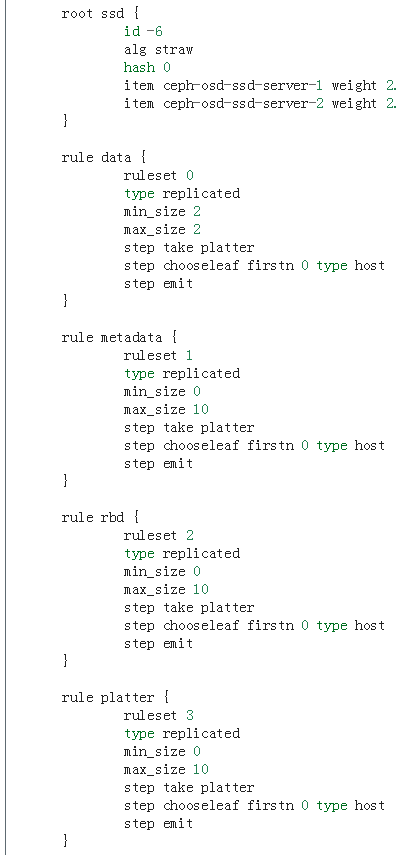 root ssd {
id -6
alg straw
hash 0
item ceph-osd-ssd-server-1 weight 2.
item ceph-osd-ssd-server-2 weight 2.
}
rule data {
ruleset 0
type replicated
min_size 2
max_size 2
step take platter
step chooseleaf firstn 0 type host
step emit
}
rule metadata {
ruleset 1
type replicated
min_size 0
max_size 10
step take platter
step chooseleaf firstn 0 type host
step emit
}
rule rbd {
ruleset 2
type replicated
min_size 0
max_size 10
step take platter
step chooseleaf firstn 0 type host
step emit
}
rule platter {
ruleset 3
type replicated
min_size 0
max_size 10
step take platter
step chooseleaf firstn 0 type host
step emit
}